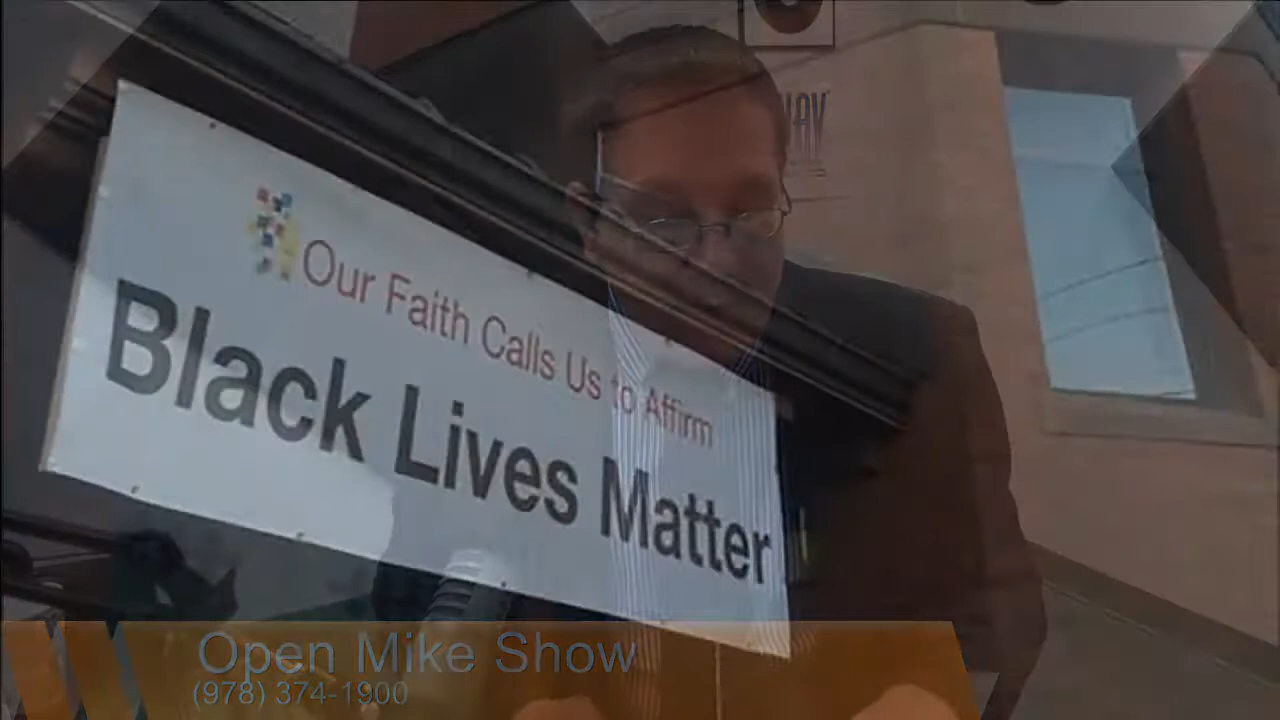 Our Faith Calls Us to Affirm
Black Lives Matter
Open Mike Show
(978) 374-1900